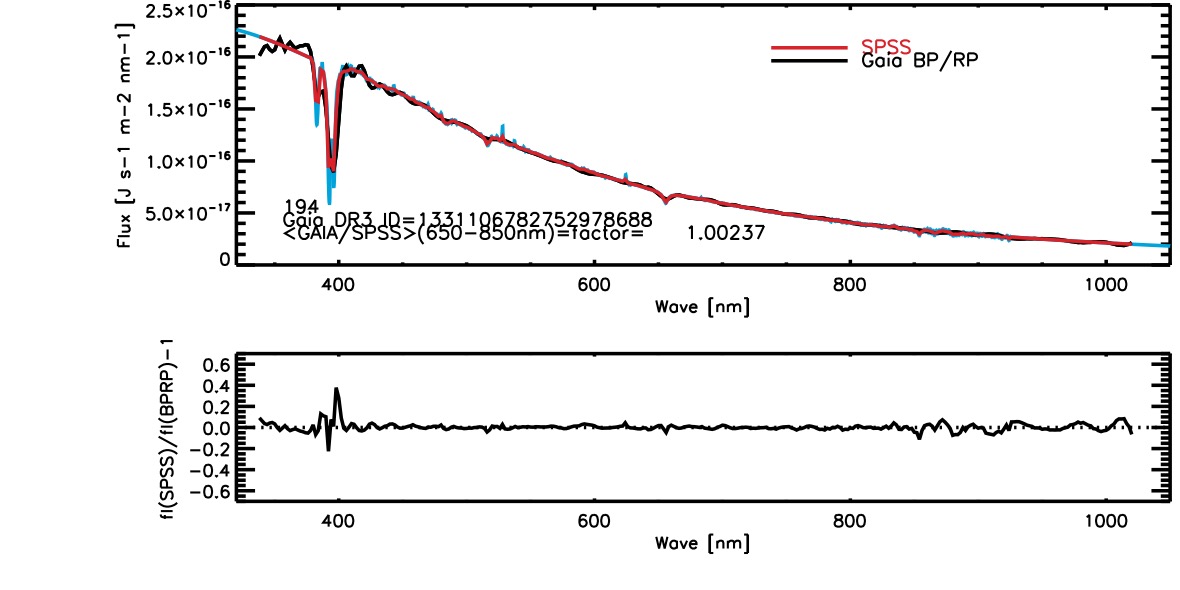 2.5×10⁻¹⁶
2.0×10⁻¹⁶
1.5×10⁻¹⁶
1.0×10⁻¹⁶
5.0×10⁻¹⁷
0
Flux [J s−1 m−2 nm−1]
SPSS
Gaia BP/RP
194
Gaia DR3 ID=1331106782752978688
<GAIA/SPSS>(650−850nm)=factor= 1.00237
400 600 800 1000
Wave [nm]
fl(SPSS)/fl(BPRP)−1
0.6
0.4
0.2
0.0
−0.2
−0.4
−0.6
400 600 800 1000
Wave [nm]